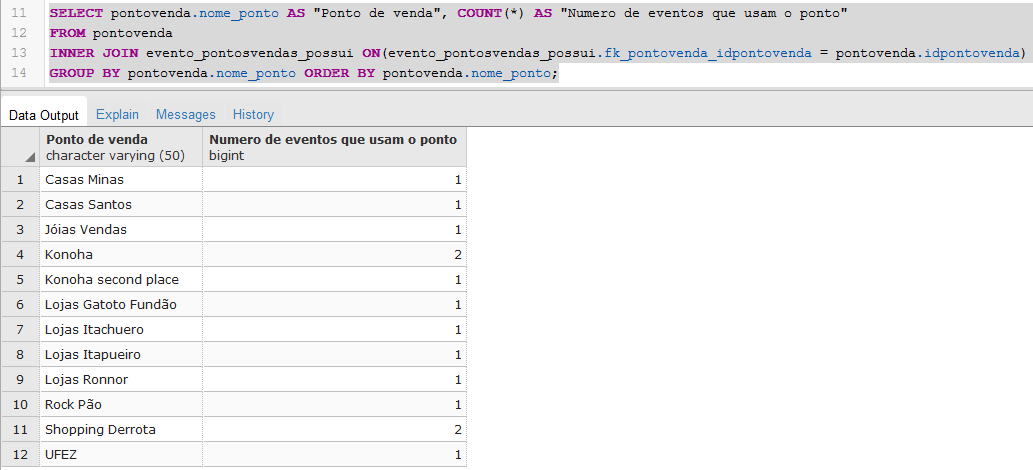 11 SELECT pontovenda.nome_ponto AS "Ponto de venda", COUNT(*) AS "Numero de eventos que usam o ponto"
12 FROM pontovenda
13 INNER JOIN evento_pontosvendas_possui ON(evento_pontosvendas_possui.fk_pontovenda_idpontovenda = pontovenda.idpontovenda)
14 GROUP BY pontovenda.nome_ponto ORDER BY pontovenda.nome_ponto;
Data Output Explain Messages History
Ponto de venda Numero de eventos que usam o ponto
character varying (50) bigint
1 Casas Minas 1
2 Casas Santos 1
3 Jóias Vendas 1
4 Konoha 2
5 Konoha second place 1
6 Lojas Gatoto Fundão 1
7 Lojas Itachuero 1
8 Lojas Itapueiro 1
9 Lojas Ronnor 1
10 Rock Pão 1
11 Shopping Derrota 2
12 UFEZ 1